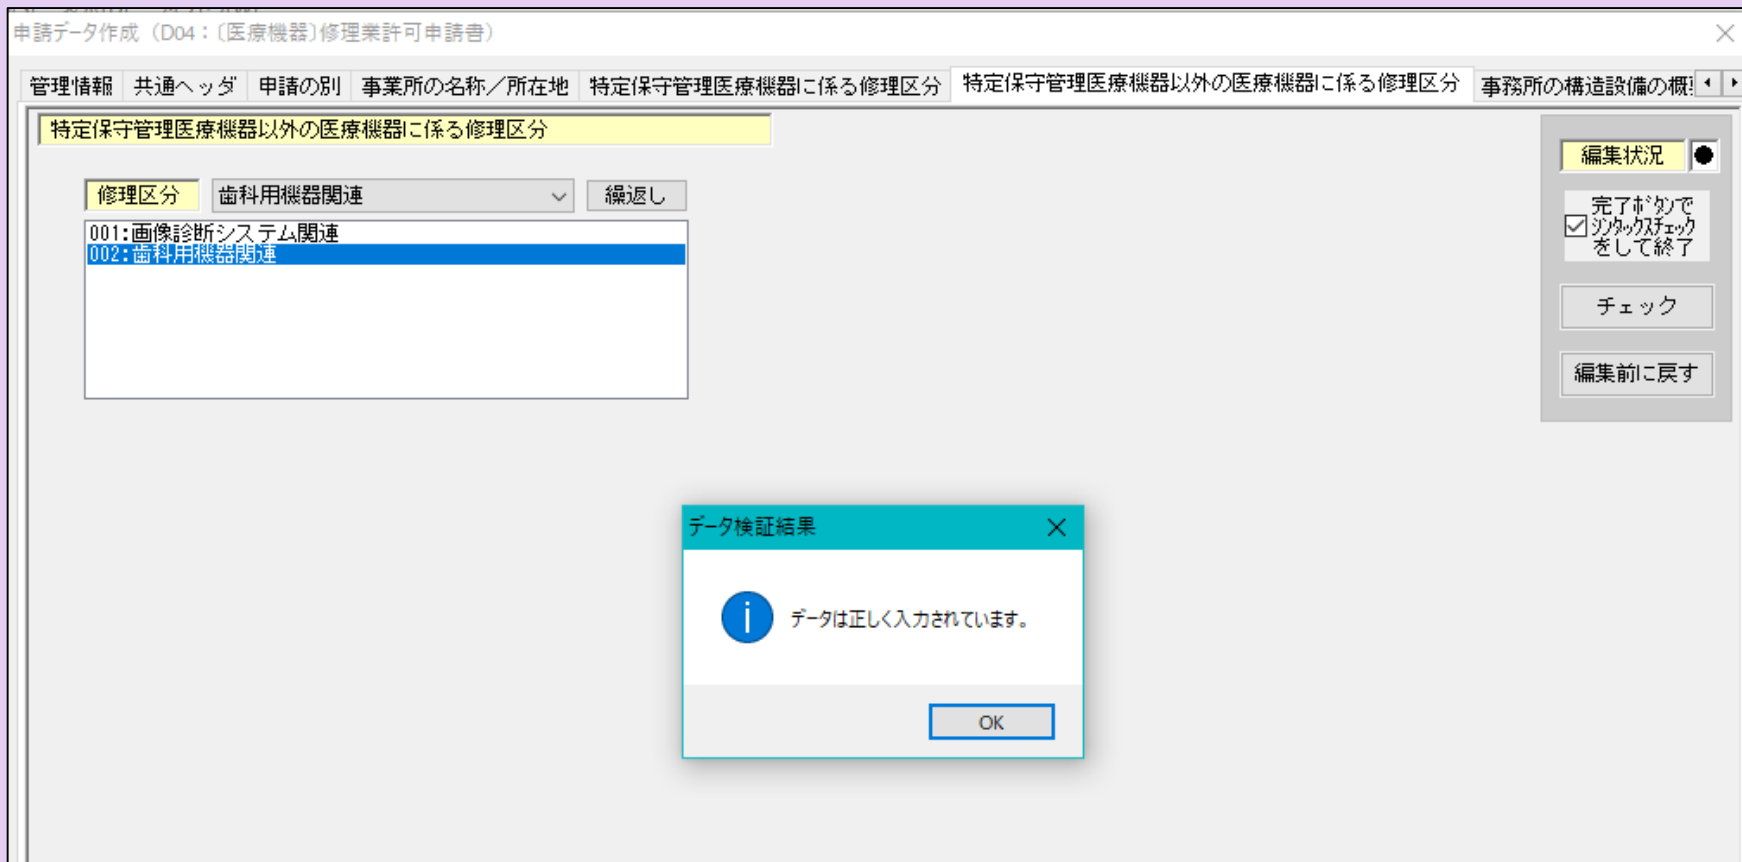 申請データ作成（D04：〔医療機器〕修理業許可申請書）
管理情報 共通ヘッダ 申請の別 事業所の名称／所在地 特定保守管理医療機器に係る修理区分 特定保守管理医療機器以外の医療機器に係る修理区分 事務所の構造設備の概
特定保守管理医療機器以外の医療機器に係る修理区分
編集状況
修理区分 歯科用機器関連 繰返し
001:画像診断システム関連
002:歯科用機器関連
完了ﾎﾞﾀﾝで
ｼﾝﾀｯｸｽﾁｪｯｸ
をして終了
チェック
編集前に戻す
データ検証結果
データは正しく入力されています。
OK